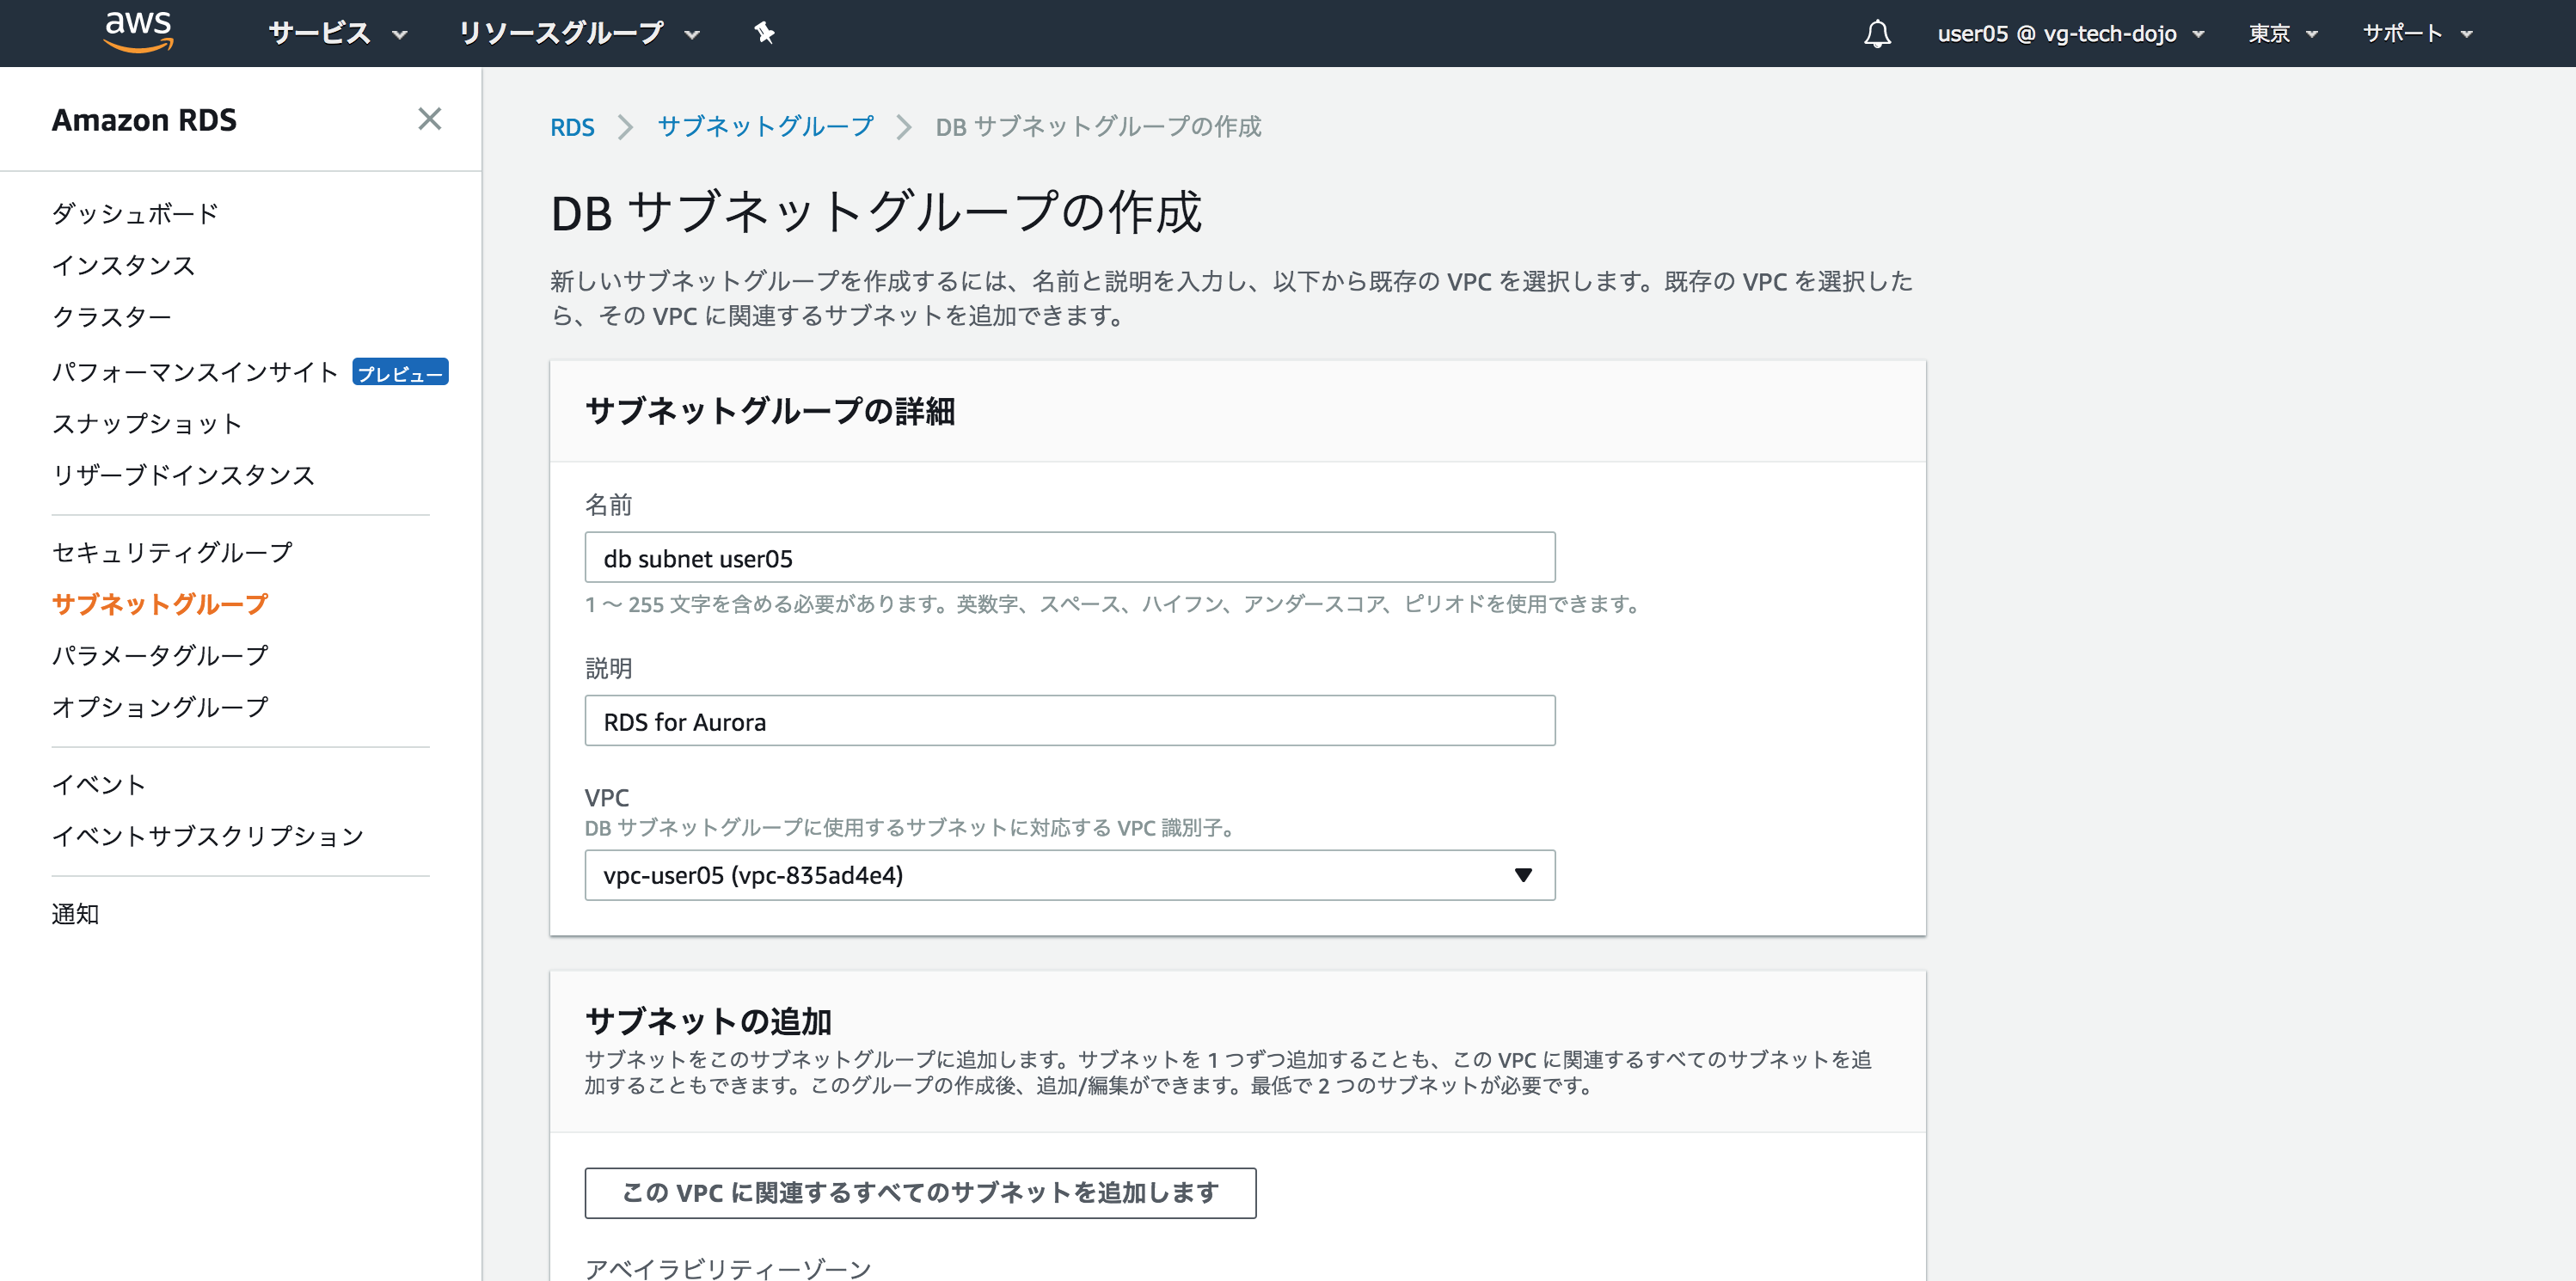 aws サービス リソースグループ user05 @ vg-tech-dojo 東京 サポート
Amazon RDS
ダッシュボード
インスタンス
クラスター
パフォーマンスインサイト プレビュー
スナップショット
リザーブドインスタンス
セキュリティグループ
サブネットグループ
パラメータグループ
オプショングループ
イベント
イベントサブスクリプション
通知
RDS サブネットグループ DB サブネットグループの作成
DB サブネットグループの作成
新しいサブネットグループを作成するには、名前と説明を入力し、以下から既存の VPC を選択します。既存の VPC を選択した
ら、その VPC に関連するサブネットを追加できます。
サブネットグループの詳細
名前
db subnet user05
1 〜 255 文字を含める必要があります。英数字、スペース、ハイフン、アンダースコア、ピリオドを使用できます。
説明
RDS for Aurora
VPC
DB サブネットグループに使用するサブネットに対応する VPC 識別子。
vpc-user05 (vpc-835ad4e4)
サブネットの追加
サブネットをこのサブネットグループに追加します。サブネットを 1 つずつ追加することも、この VPC に関連するすべてのサブネットを追
加することもできます。このグループの作成後、追加/編集ができます。最低で 2 つのサブネットが必要です。
この VPC に関連するすべてのサブネットを追加します
アベイラビリティーゾーン